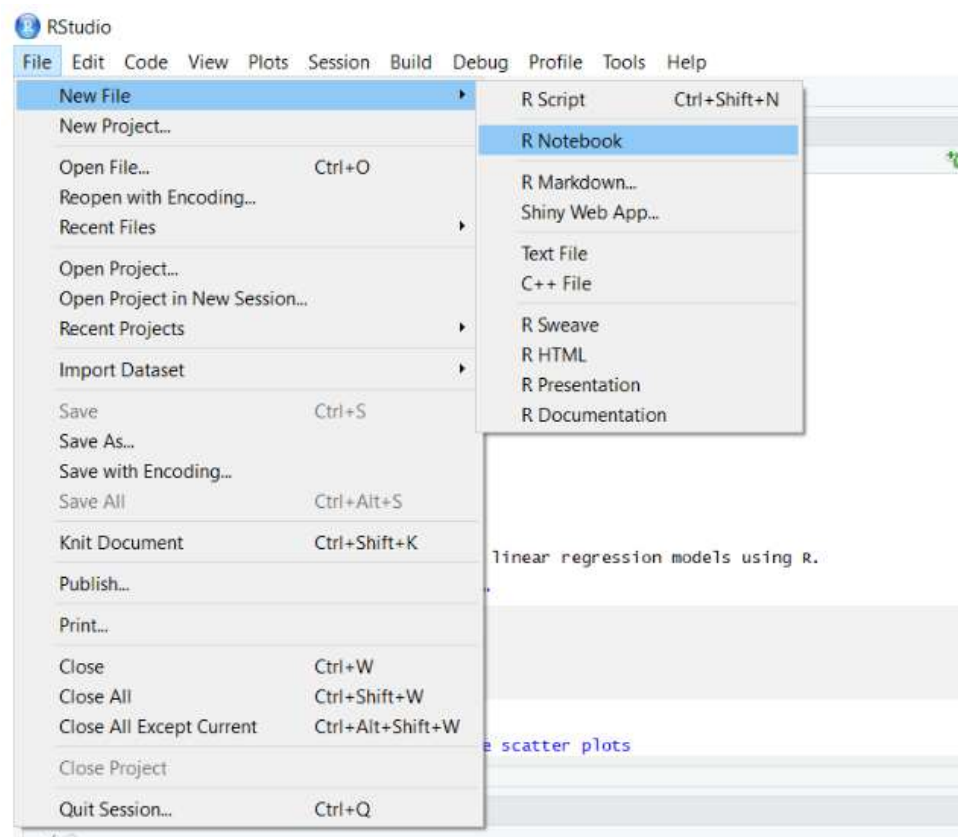 RStudio
File Edit Code View Plots Session Build Debug Profile Tools Help
New File
New Project...
Open File... Ctrl+O
Reopen with Encoding...
Recent Files
Open Project...
Open Project in New Session...
Recent Projects
Import Dataset
Save Ctrl+S
Save As...
Save with Encoding...
Save All Ctrl+Alt+S
Knit Document Ctrl+Shift+K
Publish...
Print...
Close Ctrl+W
Close All Ctrl+Shift+W
Close All Except Current Ctrl+Alt+Shift+W
Close Project
Quit Session... Ctrl+Q
R Script Ctrl+Shift+N
R Notebook
R Markdown...
Shiny Web App...
Text File
C++ File
R Sweave
R HTML
R Presentation
R Documentation
linear regression models using R.
scatter plots